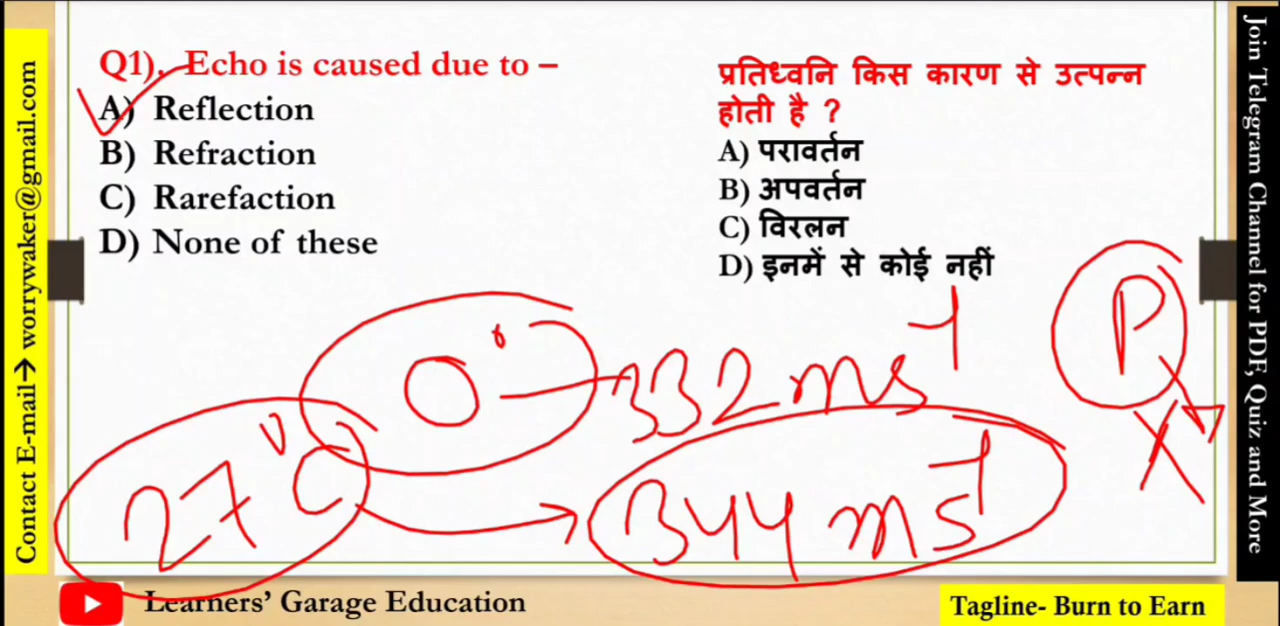 Q1). Echo is caused due to –
A) Reflection
B) Refraction
C) Rarefaction
D) None of these
प्रतिध्वनि किस कारण से उत्पन्न
होती है ?
A) परावर्तन
B) अपवर्तन
C) विरलन
D) इनमें से कोई नहीं
0° 332 ms⁻¹
27°C 344 ms⁻¹
P
Contact E-mail→ worrywaker@gmail.com
Join Telegram Channel for PDF, Quiz and More
Learners’ Garage Education
Tagline- Burn to Earn